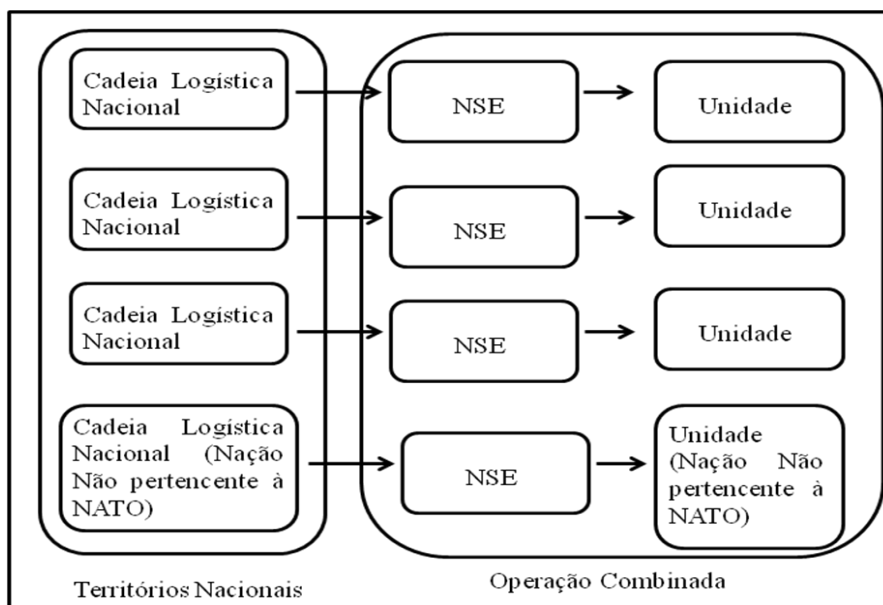 Cadeia Logística
Nacional
NSE
Unidade
Cadeia Logística
Nacional
NSE
Unidade
Cadeia Logística
Nacional
NSE
Unidade
Cadeia Logística
Nacional (Nação
Não pertencente à
NATO)
NSE
Unidade
(Nação Não
pertencente à
NATO)
Territórios Nacionais
Operação Combinada